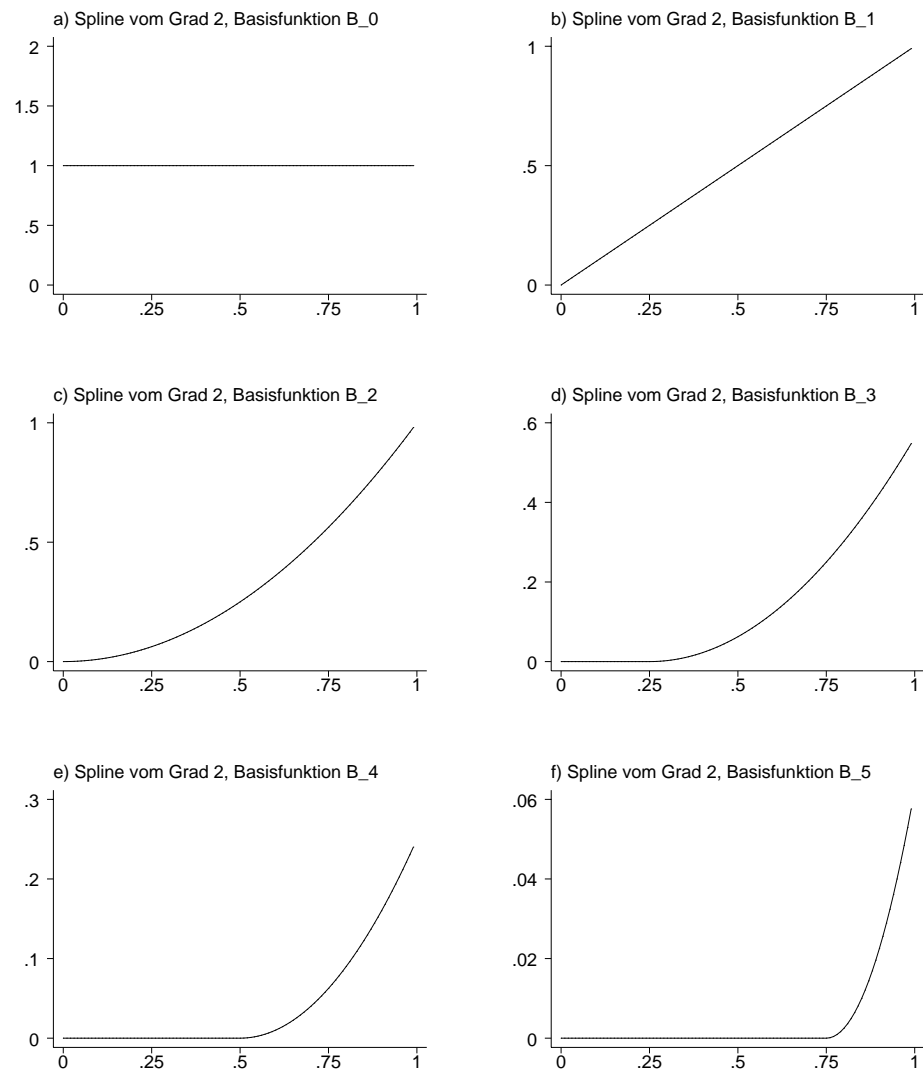 a) Spline vom Grad 2, Basisfunktion B_0
2
1.5
1
.5
0
0 .25 .5 .75 1
b) Spline vom Grad 2, Basisfunktion B_1
1
.5
0
0 .25 .5 .75 1
c) Spline vom Grad 2, Basisfunktion B_2
1
.5
0
0 .25 .5 .75 1
d) Spline vom Grad 2, Basisfunktion B_3
.6
.4
.2
0
0 .25 .5 .75 1
e) Spline vom Grad 2, Basisfunktion B_4
.3
.2
.1
0
0 .25 .5 .75 1
f) Spline vom Grad 2, Basisfunktion B_5
.06
.04
.02
0
0 .25 .5 .75 1